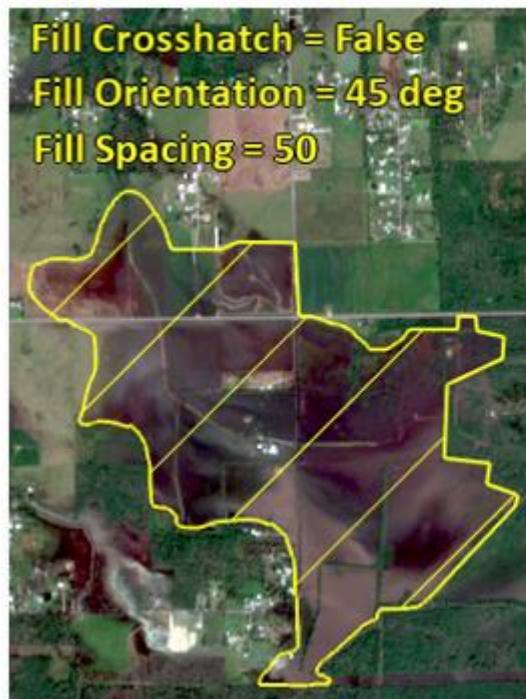 Fill Crosshatch = False
Fill Orientation = 45 deg
Fill Spacing = 50